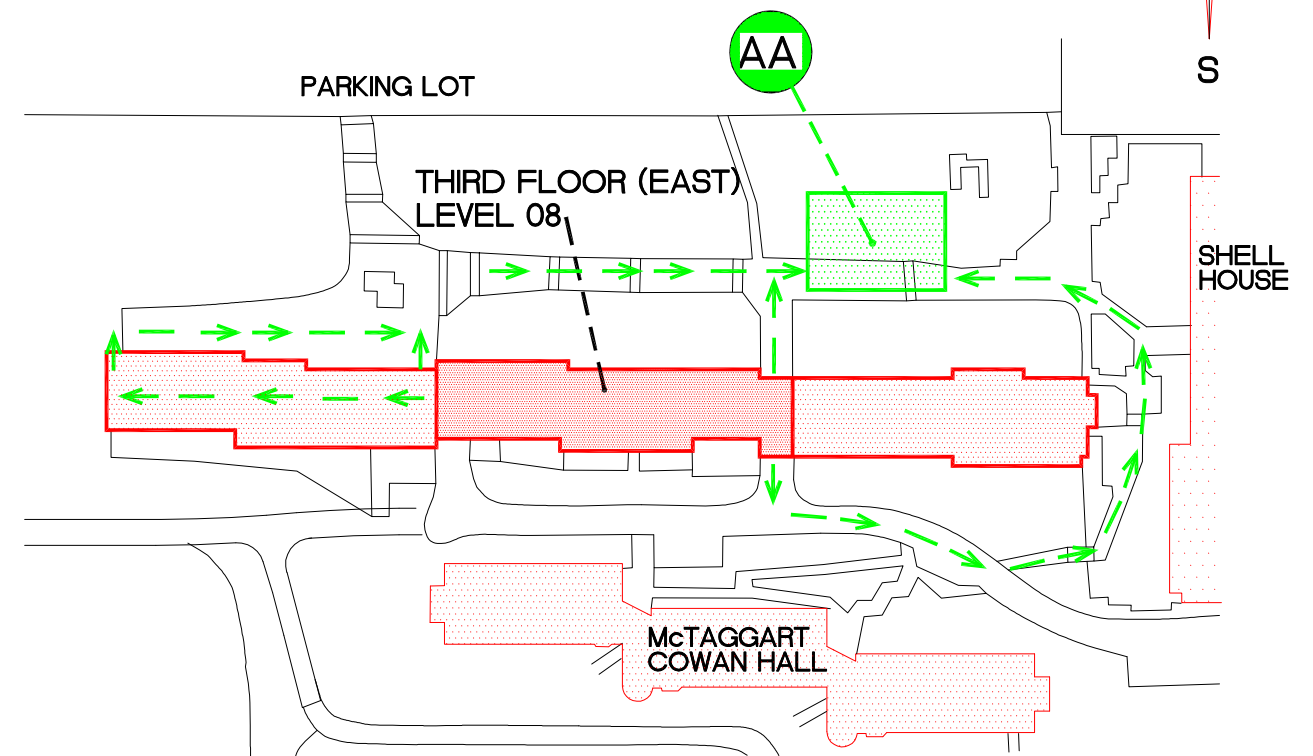 AA
S
PARKING LOT
THIRD FLOOR (EAST)
LEVEL 08
SHELL
HOUSE
McTAGGART
COWAN HALL